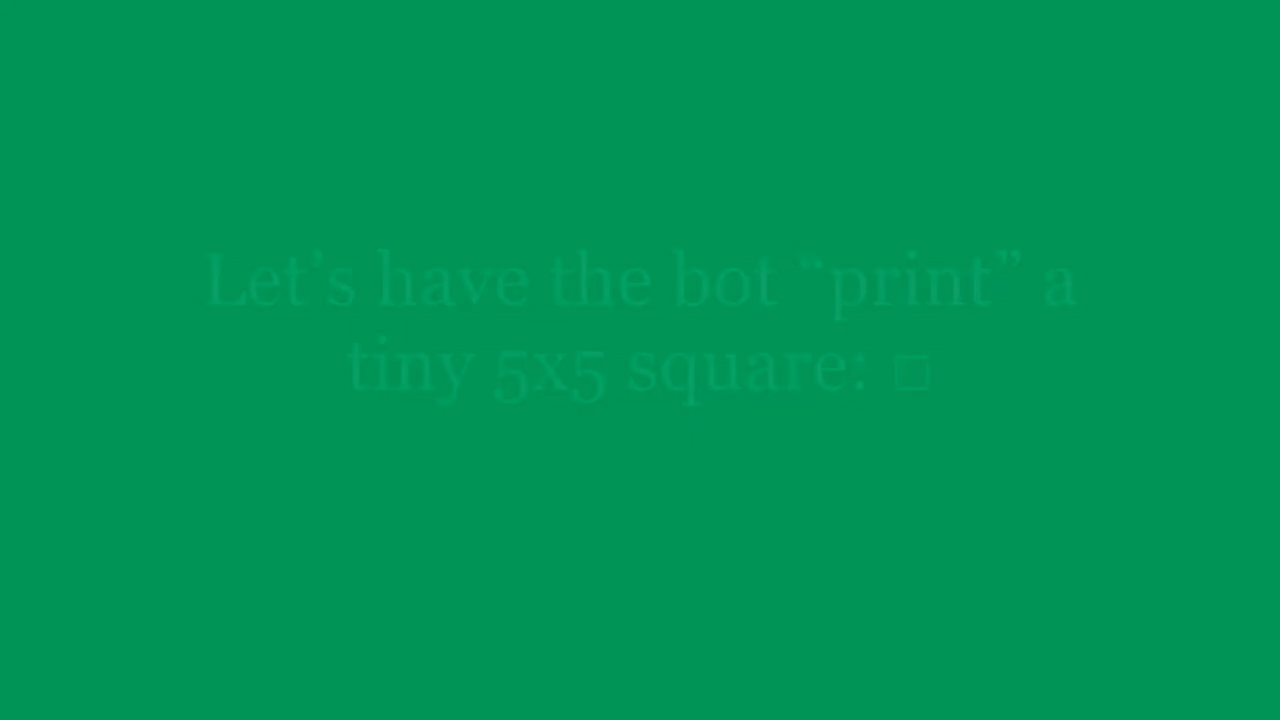 Let’s have the bot “print” a
tiny 5x5 square: □